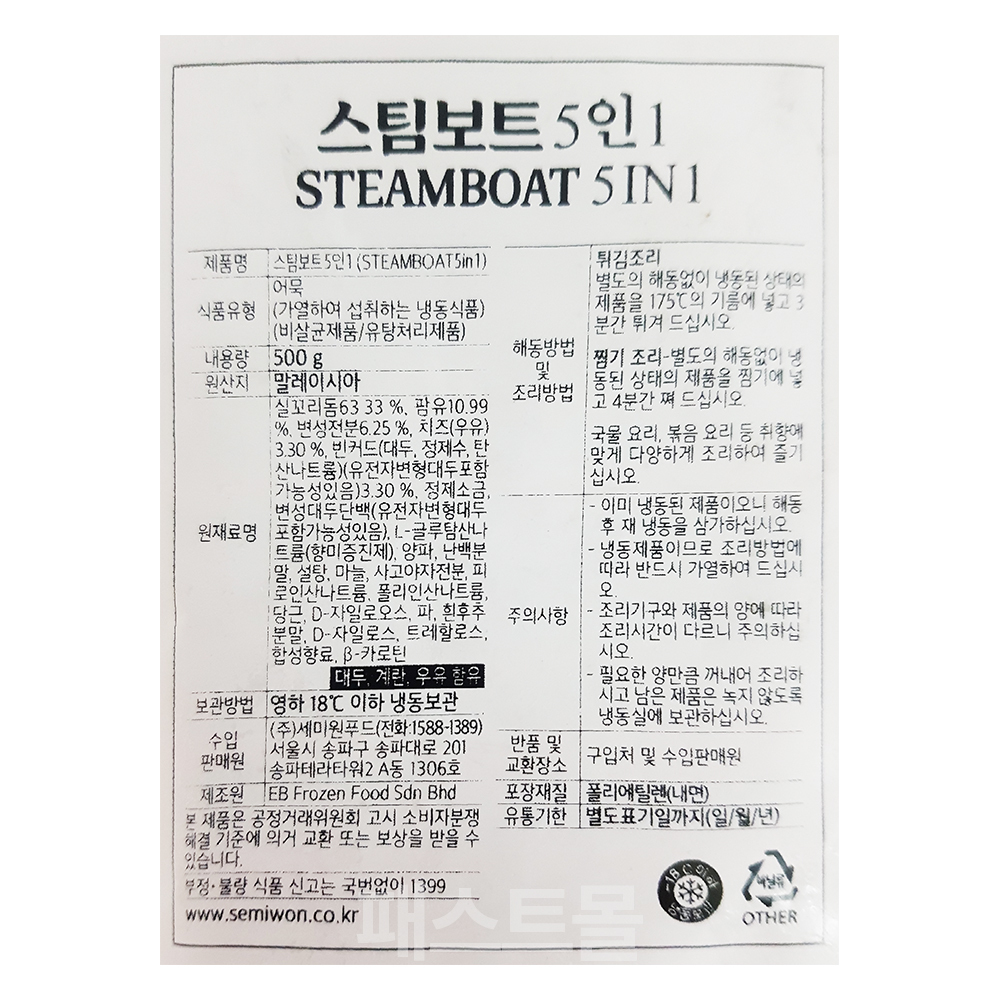 스팀보트 5인1
STEAMBOAT 5IN1
제품명
스팀보트5인1 (STEAMBOAT5in1)
식품유형
어묵
(가열하여 섭취하는 냉동식품)
(비살균제품/유탕처리제품)
내용량
500 g
원산지
말레이시아
원재료명
실꼬리돔63 33 %, 팜유10.99
%, 변성전분6.25 %, 치즈(우유)
3.30 %, 빈커드(대두, 정제수, 탄
산나트륨)(유전자변형대두포함
가능성있음)3.30 %, 정제소금,
변성대두단백(유전자변형대두
포함가능성있음), L-글루탐산나
트륨(향미증진제), 양파, 난백분
말, 설탕, 마늘, 사고야자전분, 피
로인산나트륨, 폴리인산나트륨,
당근, D-자일로오스, 파, 흰후추
분말, D-자일로스, 트레할로스,
합성향료, β-카로틴
대두, 계란, 우유 함유
보관방법
영하 18℃ 이하 냉동보관
수입
판매원
(주)세미원푸드(전화:1588-1389)
서울시 송파구 송파대로 201
송파테라타워2 A동 1306호
제조원
EB Frozen Food Sdn Bhd
본 제품은 공정거래위원회 고시 소비자분쟁
해결 기준에 의거 교환 또는 보상을 받을 수
있습니다.
부정·불량 식품 신고는 국번없이 1399
www.semiwon.co.kr
해동방법
및
조리방법
튀김조리
별도의 해동없이 냉동된 상태의
제품을 175℃의 기름에 넣고 3
분간 튀겨 드십시오.
찜기 조리-별도의 해동없이 냉
동된 상태의 제품을 찜기에 넣
고 4분간 쪄 드십시오.
국물 요리, 볶음 요리 등 취향에
맞게 다양하게 조리하여 즐기
십시오.
주의사항
- 이미 냉동된 제품이오니 해동
후 재 냉동을 삼가하십시오.
- 냉동제품이므로 조리방법에
따라 반드시 가열하여 드십시
오.
- 조리기구와 제품의 양에 따라
조리시간이 다르니 주의하십
시오.
- 필요한 양만큼 꺼내어 조리하
시고 남은 제품은 녹지 않도록
냉동실에 보관하십시오.
반품 및
교환장소
구입처 및 수입판매원
포장재질
폴리에틸렌(내면)
유통기한
별도표기일까지(일/월/년)
-18℃ 이하
냉동보관
비닐류
OTHER
패스트몰